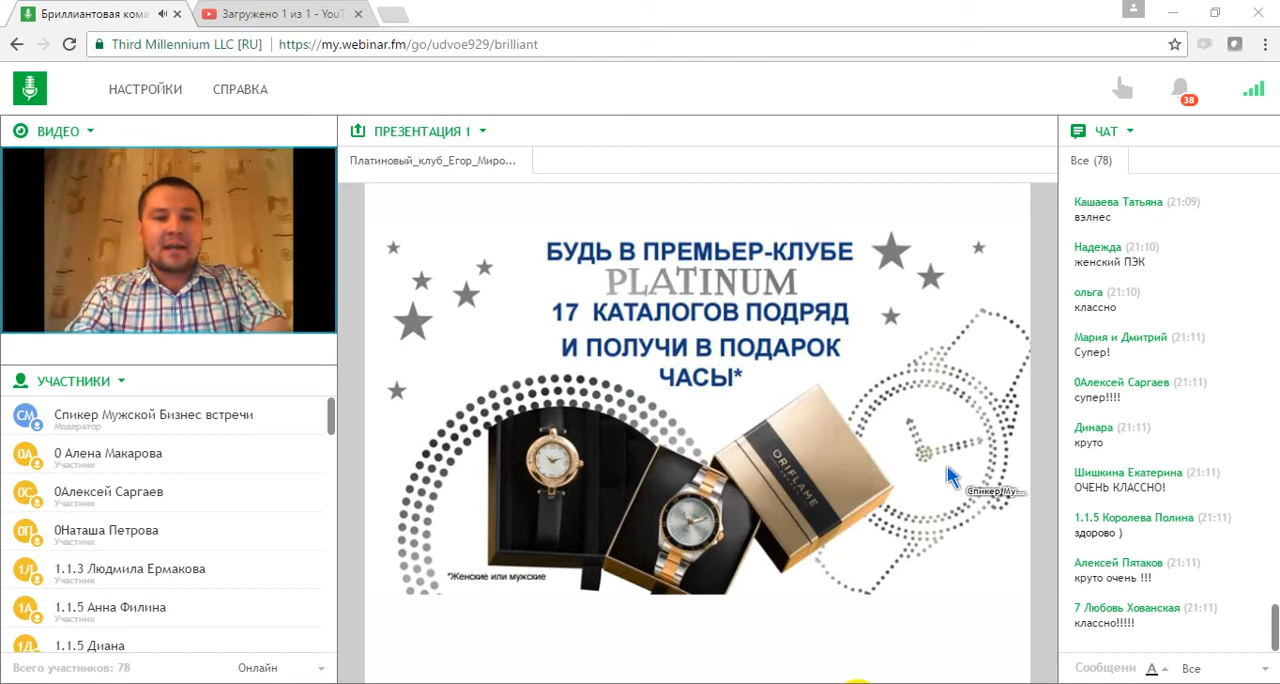 Бриллиантовая кома
Загружено 1 из 1 - YouT
Third Millennium LLC [RU]
https://my.webinar.fm/go/udvoe929/brilliant
НАСТРОЙКИ
СПРАВКА
38
ВИДЕО
ПРЕЗЕНТАЦИЯ 1
ЧАТ
Платиновый_клуб_Егор_Миро...
Все (78)
БУДЬ В ПРЕМЬЕР-КЛУБЕ
PLATINUM
17 КАТАЛОГОВ ПОДРЯД
И ПОЛУЧИ В ПОДАРОК
ЧАСЫ*
ORIFLAME
*Женские или мужские
Спикер Му...
УЧАСТНИКИ
СМ
Спикер Мужской Бизнес встречи
Модератор
0А
0 Алена Макарова
Участник
0С
0Алексей Саргаев
Участник
0П
0Наташа Петрова
Участник
1Л
1.1.3 Людмила Ермакова
Участник
1А
1.1.5 Анна Филина
Участник
1Д
1.1.5 Диана
Всего участников: 78
Онлайн
Кашаева Татьяна (21:09)
вэлнес
Надежда (21:10)
женский ПЭК
ольга (21:10)
классно
Мария и Дмитрий (21:11)
Супер!
0Алексей Саргаев (21:11)
супер!!!!
Динара (21:11)
круто
Шишкина Екатерина (21:11)
ОЧЕНЬ КЛАССНО!
1.1.5 Королева Полина (21:11)
здорово )
Алексей Пятаков (21:11)
круто очень !!!
7 Любовь Хованская (21:11)
классно!!!!!
Сообщени
А
Все